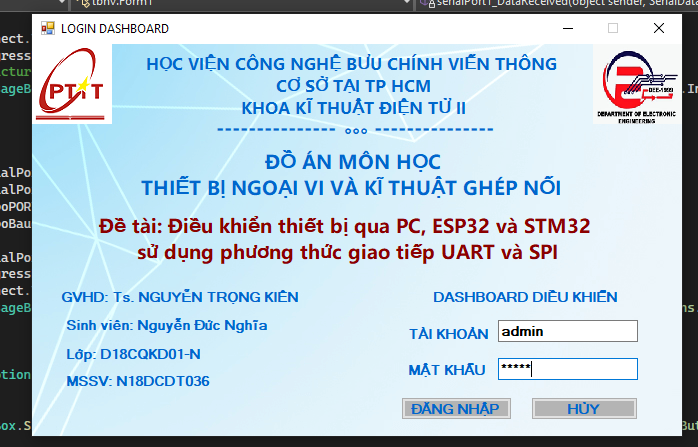 tbnv.Form1
serialPort1_DataReceived(object sender, SerialData
LOGIN DASHBOARD
PTIT
HỌC VIỆN CÔNG NGHỆ BƯU CHÍNH VIỄN THÔNG
CƠ SỞ TẠI TP HCM
KHOA KĨ THUẬT ĐIỆN TỬ II
--------------- °°° ---------------
DEE-1999
DEPARTMENT OF ELECTRONIC
ENGINEERING
ĐỒ ÁN MÔN HỌC
THIẾT BỊ NGOẠI VI VÀ KĨ THUẬT GHÉP NỐI
Đề tài: Điều khiển thiết bị qua PC, ESP32 và STM32
sử dụng phương thức giao tiếp UART và SPI
GVHD: Ts. NGUYỄN TRỌNG KIÊN
Sinh viên: Nguyễn Đức Nghĩa
Lớp: D18CQKD01-N
MSSV: N18DCDT036
DASHBOARD DIỀU KHIỂN
TÀI KHOẢN
admin
MẬT KHẨU
*****
ĐĂNG NHẬP
HỦY